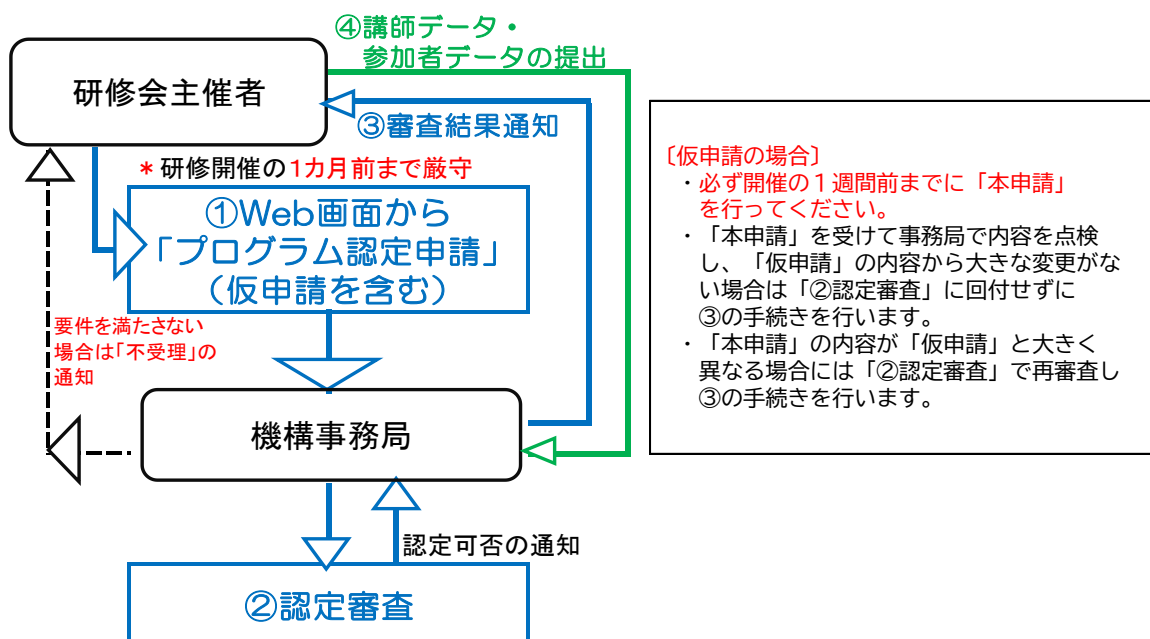 ④講師データ・
参加者データの提出
研修会主催者
③審査結果通知
＊研修開催の1カ月前まで厳守
①Web画面から
「プログラム認定申請」
（仮申請を含む）
要件を満たさない
場合は「不受理」の
通知
機構事務局
認定可否の通知
②認定審査
〔仮申請の場合〕
・必ず開催の１週間前までに「本申請」
を行ってください。
・「本申請」を受けて事務局で内容を点検
し、「仮申請」の内容から大きな変更がな
い場合は「②認定審査」に回付せずに
③の手続きを行います。
・「本申請」の内容が「仮申請」と大きく
異なる場合には「②認定審査」で再審査し
③の手続きを行います。